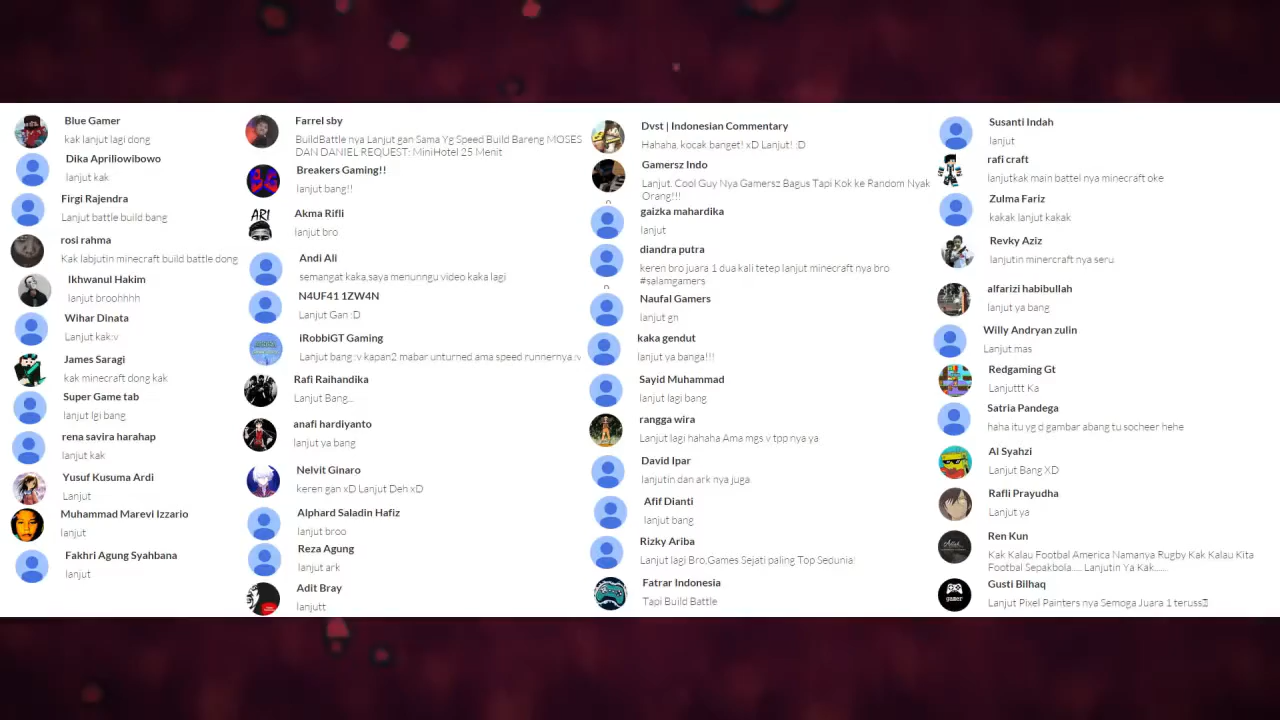 Blue Gamer
kak lanjut lagi dong
Dika Apriliowibowo
lanjut kak
Firgi Rajendra
Lanjut battle build bang
rosi rahma
Kak labjutin minecraft build battle dong
Ikhwanul Hakim
lanjut broohhhh
Wihar Dinata
Lanjut kak:v
James Saragi
kak minecraft dong kak
Super Game tab
lanjut lgi bang
rena savira harahap
lanjut kak
Yusuf Kusuma Ardi
Lanjut
Muhammad Marevi Izzario
lanjut
Fakhri Agung Syahbana
lanjut
Farrel sby
BuildBattle nya Lanjut gan Sama Yg Speed Build Bareng MOSES
DAN DANIEL REQUEST: MiniHotel 25 Menit
Breakers Gaming!!
lanjut bang!!
ARI
Akma Rifli
lanjut bro
Andi Ali
semangat kaka,saya menunngu video kaka lagi
N4UF41 1ZW4N
Lanjut Gan :D
iRobbiGT Gaming
Lanjut bang :v kapan2 mabar unturned ama speed runnernya :v
Rafi Raihandika
Lanjut Bang...
anafi hardiyanto
lanjut ya bang
Nelvit Ginaro
keren gan xD Lanjut Deh xD
Alphard Saladin Hafiz
lanjut broo
Reza Agung
lanjut ark
Adit Bray
lanjutt
Dvst | Indonesian Commentary
Hahaha, kocak banget! xD Lanjut! :D
Gamersz Indo
Lanjut, Cool Guy Nya Gamersz Bagus Tapi Kok ke Random Nyak
Orang!!!
gaizka mahardika
lanjut
diandra putra
keren bro juara 1 dua kali tetep lanjut minecraft nya bro
#salamgamers
Naufal Gamers
lanjut gn
kaka gendut
lanjut ya banga!!!
Sayid Muhammad
lanjut lagi bang
rangga wira
Lanjut lagi hahaha Ama mgs v tpp nya ya
David Ipar
lanjutin dan ark nya juga
Afif Dianti
lanjut bang
Rizky Ariba
Lanjut lagi Bro,Games Sejati paling Top Sedunia
Fatrar Indonesia
Tapi Build Battle
Susanti Indah
lanjut
rafi craft
lanjutkak main battel nya minecraft oke
Zulma Fariz
kakak lanjut kakak
Revky Aziz
lanjutin minercraft nya seru
alfarizi habibullah
lanjut ya bang
Willy Andryan zulin
Lanjut mas
Redgaming Gt
Lanjuttt Ka
Satria Pandega
haha itu yg d gambar abang tu socheer hehe
Al Syahzi
Lanjut Bang XD
Rafli Prayudha
Lanjut ya
Ren Kun
Kak Kalau Footbal America Namanya Rugby Kak Kalau Kita
Footbal Sepakbola..... Lanjutin Ya Kak......
gamer
Gusti Bilhaq
Lanjut Pixel Painters nya Semoga Juara 1 teruss